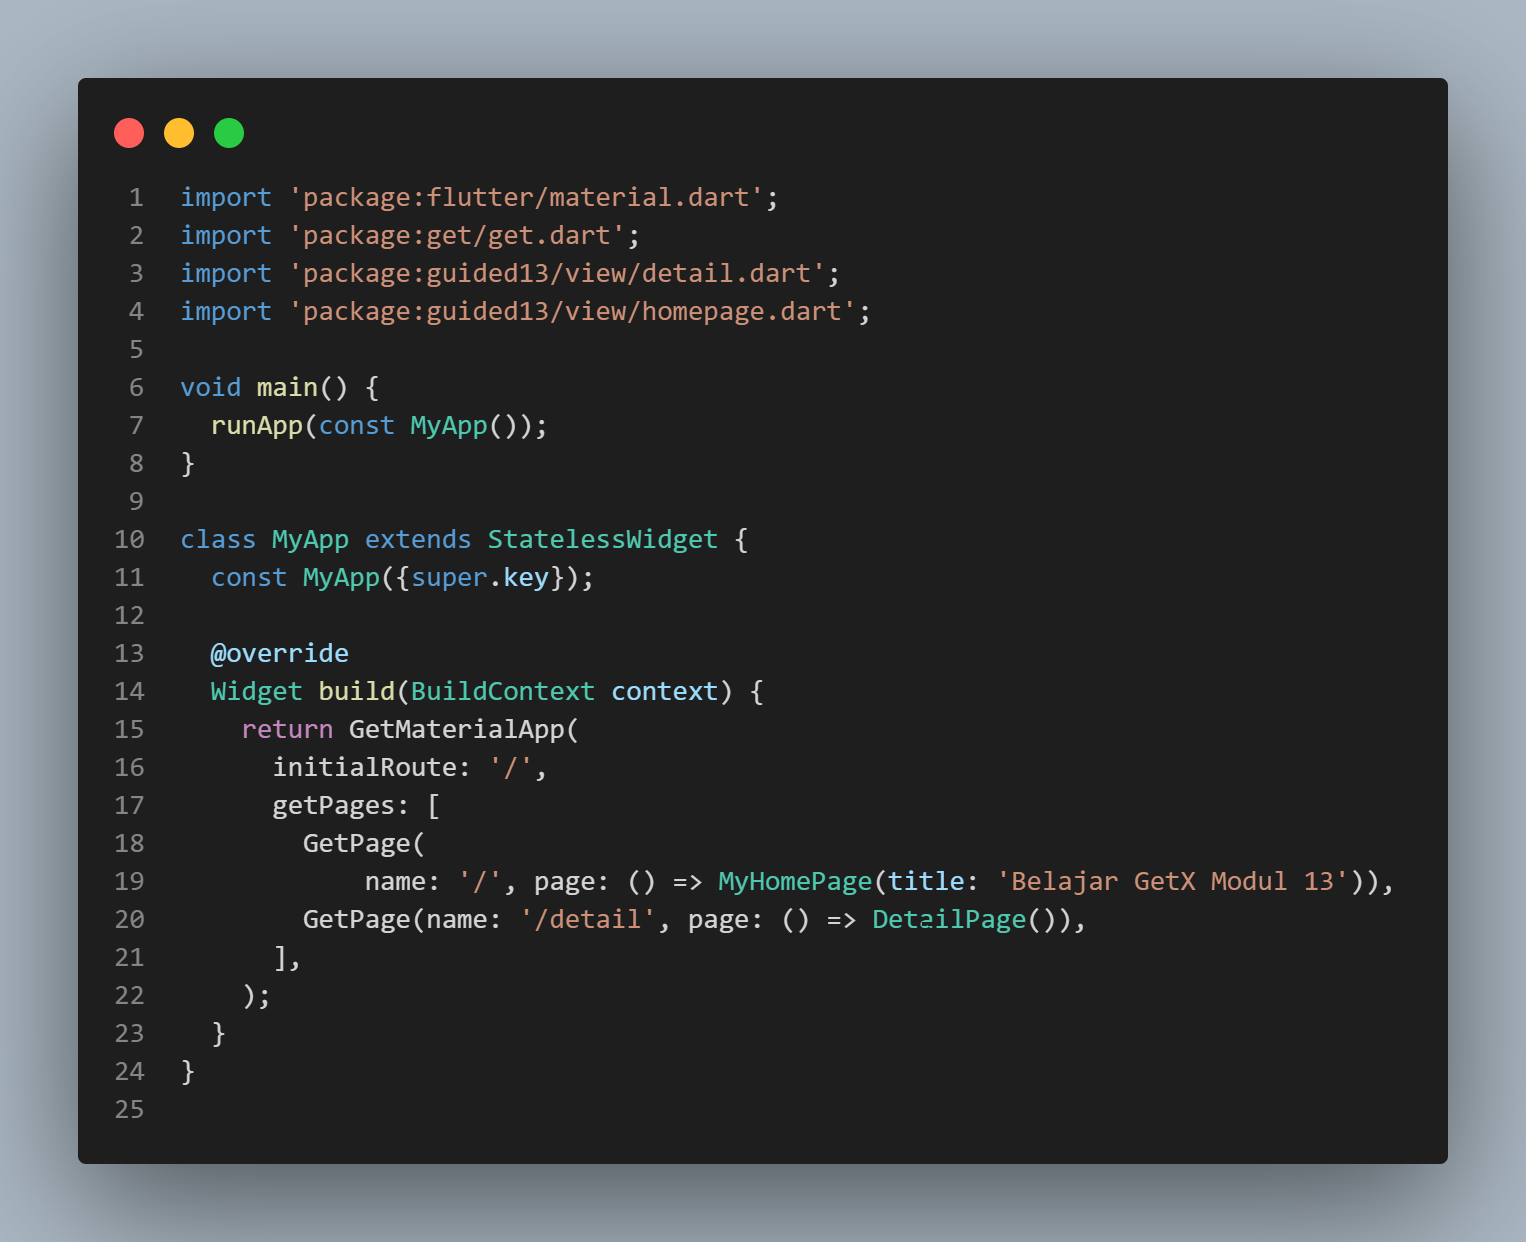 1 import 'package:flutter/material.dart';
2 import 'package:get/get.dart';
3 import 'package:guided13/view/detail.dart';
4 import 'package:guided13/view/homepage.dart';
5
6 void main() {
7   runApp(const MyApp());
8 }
9
10 class MyApp extends StatelessWidget {
11   const MyApp({super.key});
12
13   @override
14   Widget build(BuildContext context) {
15     return GetMaterialApp(
16       initialRoute: '/',
17       getPages: [
18         GetPage(
19             name: '/', page: () => MyHomePage(title: 'Belajar GetX Modul 13')),
20         GetPage(name: '/detail', page: () => DetailPage()),
21       ],
22     );
23   }
24 }
25